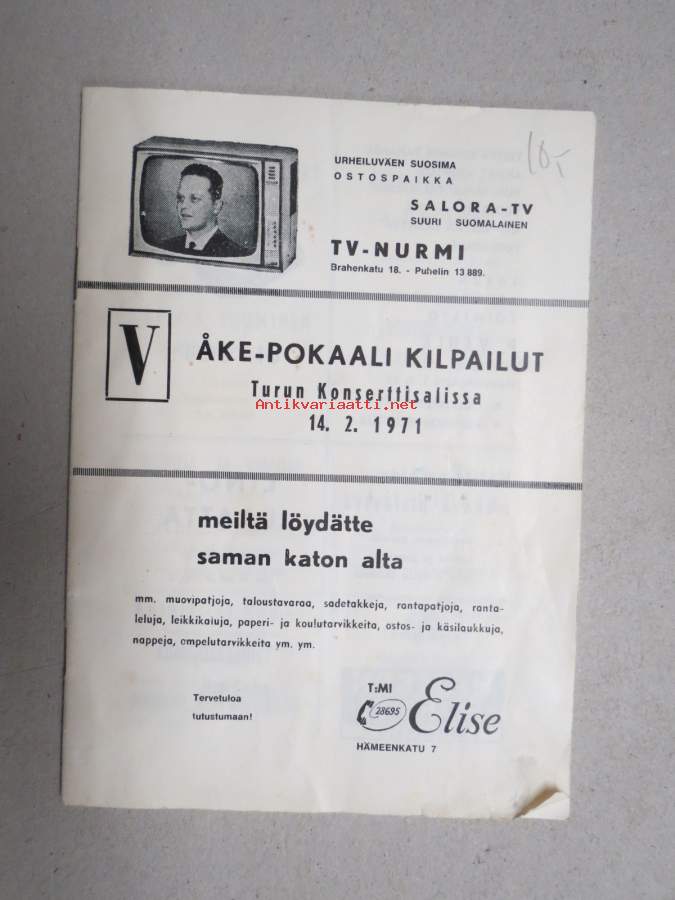 10,-
URHEILUVÄEN SUOSIMA
OSTOSPAIKKA
SALORA-TV
SUURI SUOMALAINEN
TV-NURMI
Brahenkatu 18. - Puhelin 13 889.
V
ÅKE-POKAALI KILPAILUT
Turun Konserttisalissa
Antikvariaatti.net
14. 2. 1971
meiltä löydätte
saman katon alta
mm. muovipatjoja, taloustavaraa, sadetakkeja, rantapatjoja, ranta-
leluja, leikkikaluja, paperi- ja koulutarvikkeita, ostos- ja käsilaukkuja,
nappeja, ompelutarvikkeita ym. ym.
Tervetuloa
tutustumaan!
T:MI
28695
Elise
HÄMEENKATU 7